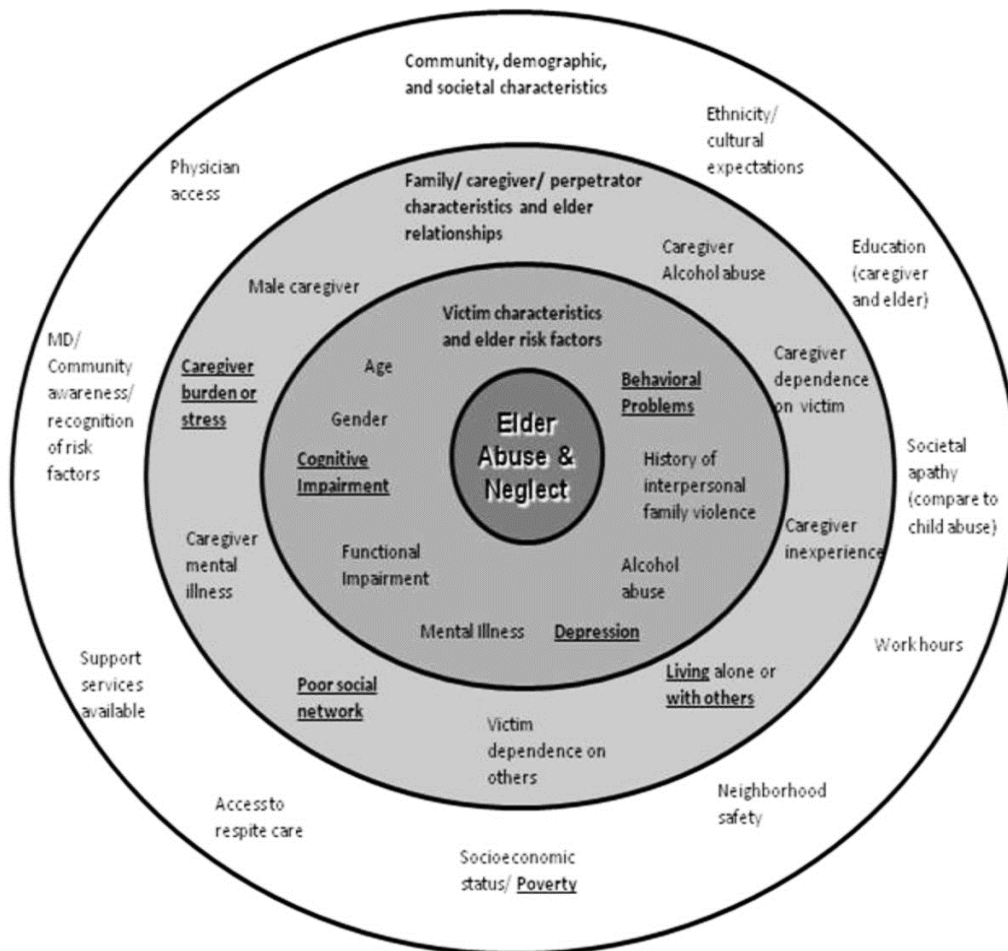 Community, demographic,
and societal characteristics
Ethnicity/
cultural
expectations
Physician
access
Family/ caregiver/ perpetrator
characteristics and elder
relationships
Caregiver
Alcohol abuse
Education
(caregiver
and elder)
Male caregiver
Victim characteristics
and elder risk factors
MD/
Community
awareness/
recognition
of risk
factors
Caregiver
burden or
stress
Age
Behavioral
Problems
Caregiver
dependence
on victim
Gender
Elder
Abuse &
Neglect
Cognitive
Impairment
History of
interpersonal
family violence
Societal
apathy
(compare to
child abuse)
Caregiver
inexperience
Caregiver
mental
illness
Functional
Impairment
Alcohol
abuse
Mental Illness
Depression
Work hours
Support
services
available
Poor social
network
Living alone or
with others
Victim
dependence on
others
Neighborhood
safety
Access to
respite care
Socioeconomic
status/ Poverty